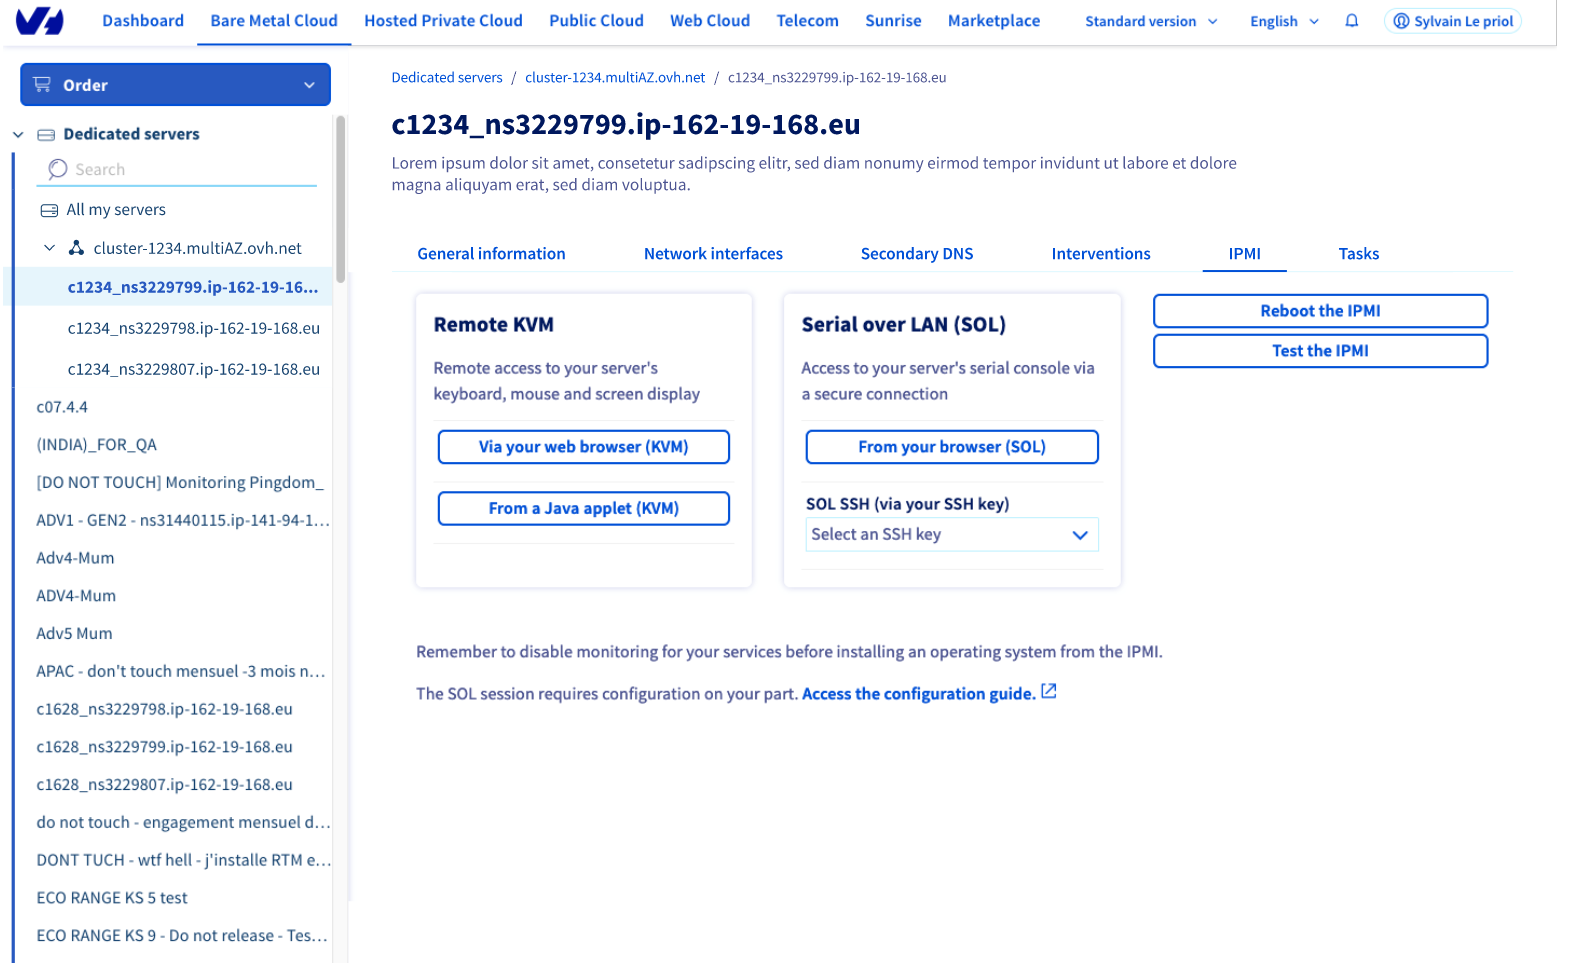 Dashboard Bare Metal Cloud Hosted Private Cloud Public Cloud Web Cloud Telecom Sunrise Marketplace Standard version English Sylvain Le priol
Order
Dedicated servers
Search
All my servers
cluster-1234.multiAZ.ovh.net
c1234_ns3229799.ip-162-19-16...
c1234_ns3229798.ip-162-19-168.eu
c1234_ns3229807.ip-162-19-168.eu
c07.4.4
(INDIA)_FOR_QA
[DO NOT TOUCH] Monitoring Pingdom_
ADV1 - GEN2 - ns31440115.ip-141-94-1...
Adv4-Mum
ADV4-Mum
Adv5 Mum
APAC - don't touch mensuel -3 mois n...
c1628_ns3229798.ip-162-19-168.eu
c1628_ns3229799.ip-162-19-168.eu
c1628_ns3229807.ip-162-19-168.eu
do not touch - engagement mensuel d...
DONT TUCH - wtf hell - j'installe RTM e...
ECO RANGE KS 5 test
ECO RANGE KS 9 - Do not release - Tes...
Dedicated servers / cluster-1234.multiAZ.ovh.net / c1234_ns3229799.ip-162-19-168.eu
c1234_ns3229799.ip-162-19-168.eu
Lorem ipsum dolor sit amet, consetetur sadipscing elitr, sed diam nonumy eirmod tempor invidunt ut labore et dolore
magna aliquyam erat, sed diam voluptua.
General information Network interfaces Secondary DNS Interventions IPMI Tasks
Remote KVM
Remote access to your server's
keyboard, mouse and screen display
Via your web browser (KVM)
From a Java applet (KVM)
Serial over LAN (SOL)
Access to your server's serial console via
a secure connection
From your browser (SOL)
SOL SSH (via your SSH key)
Select an SSH key
Reboot the IPMI
Test the IPMI
Remember to disable monitoring for your services before installing an operating system from the IPMI.
The SOL session requires configuration on your part. Access the configuration guide.